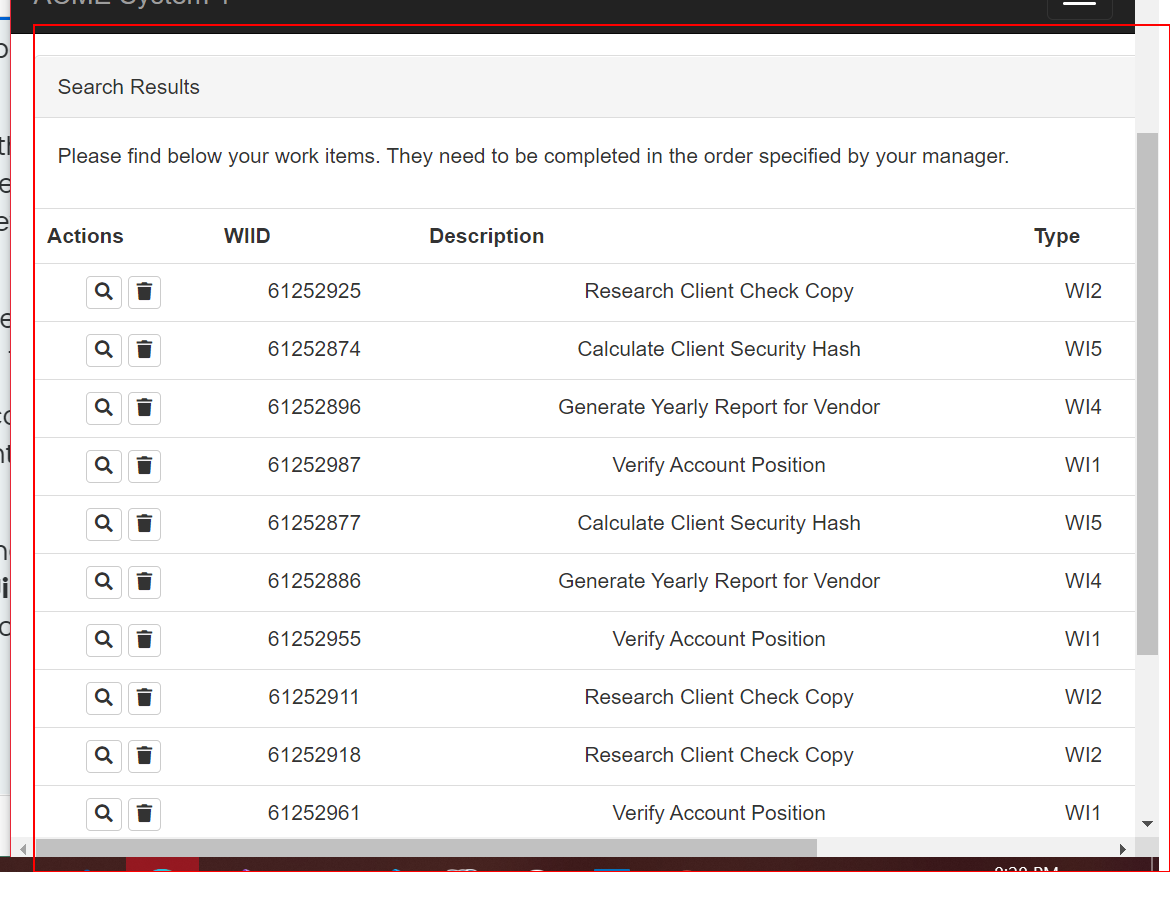 ACME System 1
Search Results
Please find below your work items. They need to be completed in the order specified by your manager.
Actions WIID Description Type
61252925 Research Client Check Copy WI2
61252874 Calculate Client Security Hash WI5
61252896 Generate Yearly Report for Vendor WI4
61252987 Verify Account Position WI1
61252877 Calculate Client Security Hash WI5
61252886 Generate Yearly Report for Vendor WI4
61252955 Verify Account Position WI1
61252911 Research Client Check Copy WI2
61252918 Research Client Check Copy WI2
61252961 Verify Account Position WI1